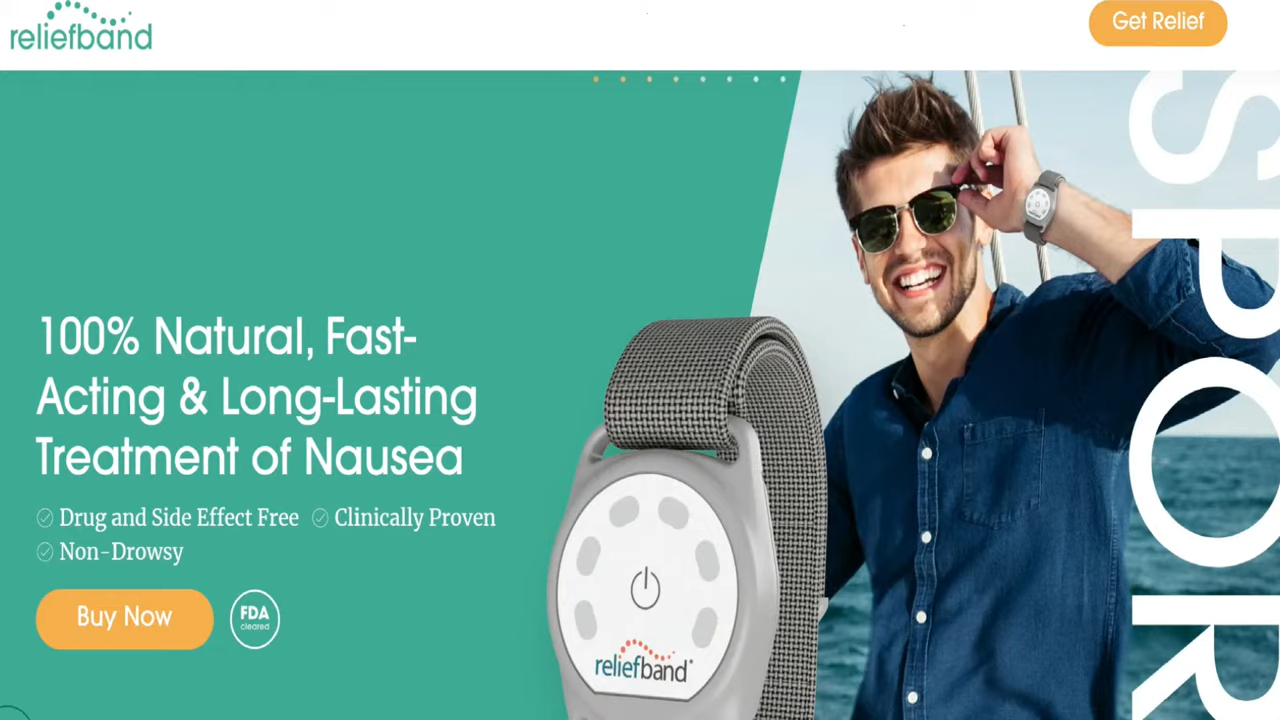 reliefband
Get Relief
SPOR
100% Natural, Fast-
Acting & Long-Lasting
Treatment of Nausea
Drug and Side Effect Free Clinically Proven
Non-Drowsy
Buy Now
FDA
cleared
reliefband